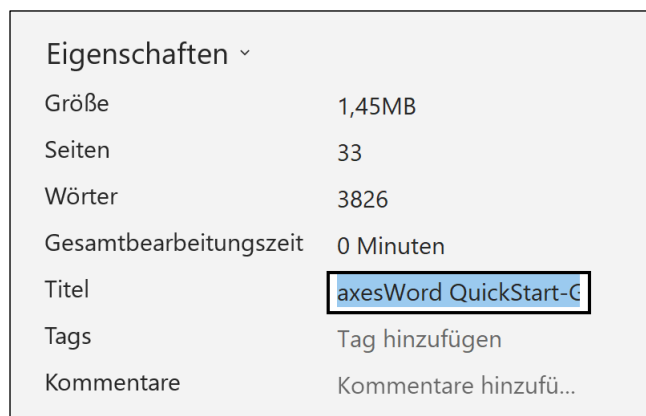 Eigenschaften
Größe 1,45MB
Seiten 33
Wörter 3826
Gesamtbearbeitungszeit 0 Minuten
Titel axesWord QuickStart-G
Tags Tag hinzufügen
Kommentare Kommentare hinzufü...